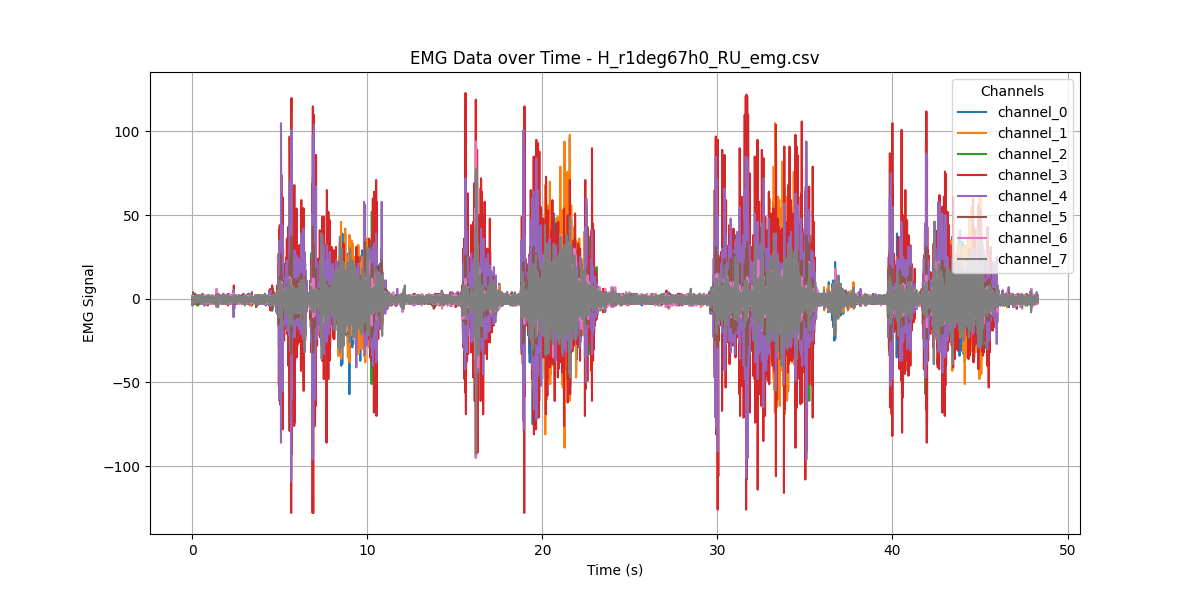 EMG Data over Time - H_r1deg67h0_RU_emg.csv
Channels
channel_0
channel_1
channel_2
channel_3
channel_4
channel_5
channel_6
channel_7
EMG Signal
100
50
0
−50
−100
0 10 20 30 40 50
Time (s)